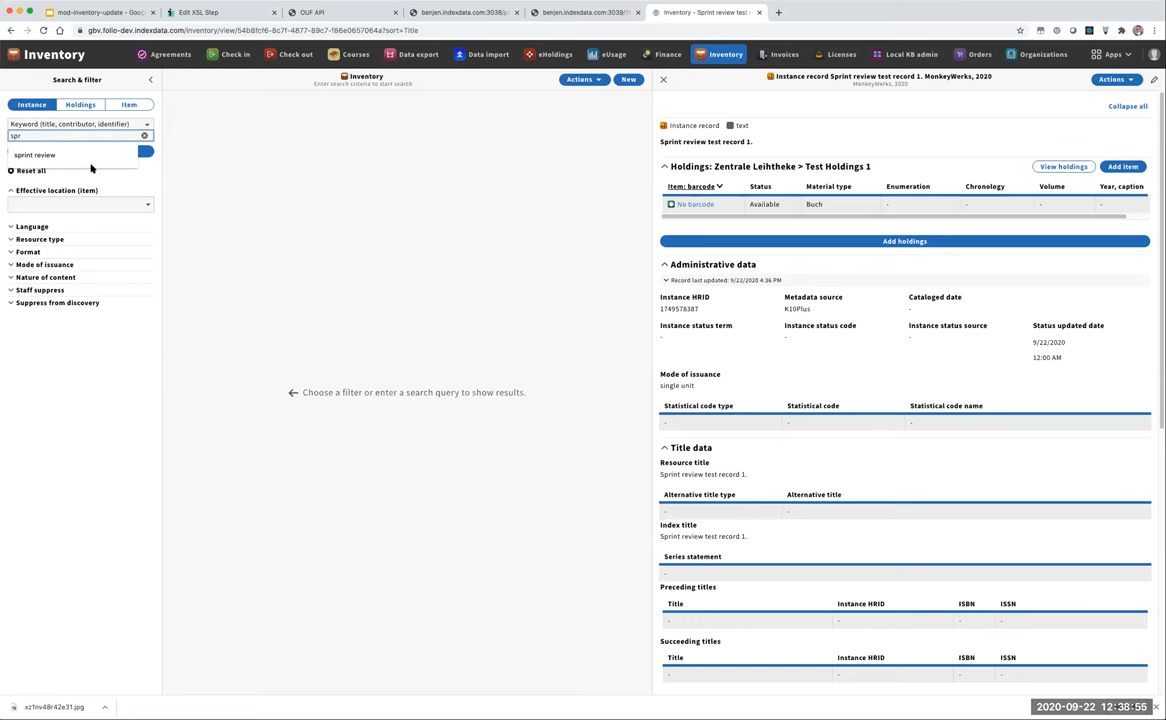 mod-inventory-update - Goo
Edit XSL Step
OUF API
benjen.indexdata.com:3038/p
benjen.indexdata.com:3039/
Inventory - Sprint review test
gbv.folio-dev.indexdata.com/inventory/view/54b8fcf6-8c7f-4877-89c7-f86e0657064a?sort=Title
Inventory
Agreements
Check in
Check out
Courses
Data export
Data import
eHoldings
eUsage
Finance
Inventory
Invoices
Licenses
Local KB admin
Orders
Organizations
Apps
Search & filter
Instance
Holdings
Item
Keyword (title, contributor, identifier)
spr
sprint review
Reset all
Effective location (item)
Language
Resource type
Format
Mode of issuance
Nature of content
Staff suppress
Suppress from discovery
Inventory
Enter search criteria to start search
Actions
New
Choose a filter or enter a search query to show results.
Instance record Sprint review test record 1. MonkeyWerks, 2020
MonkeyWerks, 2020
Actions
Collapse all
Instance record text
Sprint review test record 1.
Holdings: Zentrale Leihtheke > Test Holdings 1
View holdings
Add item
Item: barcode Status Material type Enumeration Chronology Volume Year, caption
No barcode Available Buch - - - -
Add holdings
Administrative data
Record last updated: 9/22/2020 4:36 PM
Instance HRID Metadata source Cataloged date
1749578387 K10Plus -
Instance status term Instance status code Instance status source Status updated date
- - - 9/22/2020
12:00 AM
Mode of issuance
single unit
Statistical code type Statistical code Statistical code name
- - -
Title data
Resource title
Sprint review test record 1.
Alternative title type Alternative title
- -
Index title
Sprint review test record 1.
Series statement
-
Preceding titles
Title Instance HRID ISBN ISSN
- - - -
Succeeding titles
Title Instance HRID ISBN ISSN
- - - -
xz1nv48r42e31.jpg
2020-09-22 12:38:55